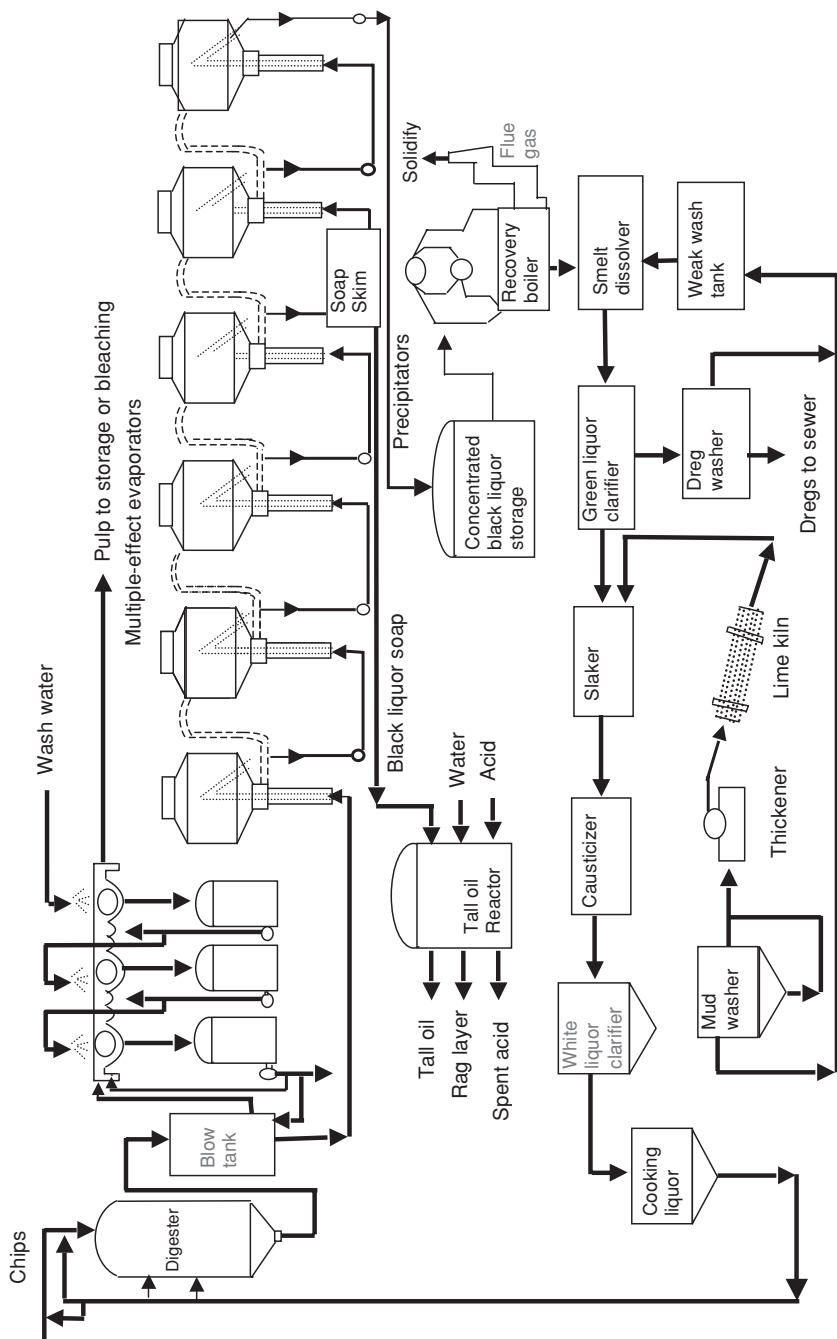 Chips
Digester
Blow
tank
Wash water
Pulp to storage or bleaching
Multiple-effect evaporators
Soap
Skim
Black liquor soap
Tall oil
Reactor
Water
Acid
Tall oil
Rag layer
Spent acid
Precipitators
Concentrated
black liquor
storage
Solidify
Flue
gas
Recovery
boiler
Smelt
dissolver
Weak wash
tank
Green liquor
clarifier
Dreg
washer
Dregs to sewer
Slaker
Causticizer
White
liquor
clarifier
Cooking
liquor
Mud
washer
Thickener
Lime kiln